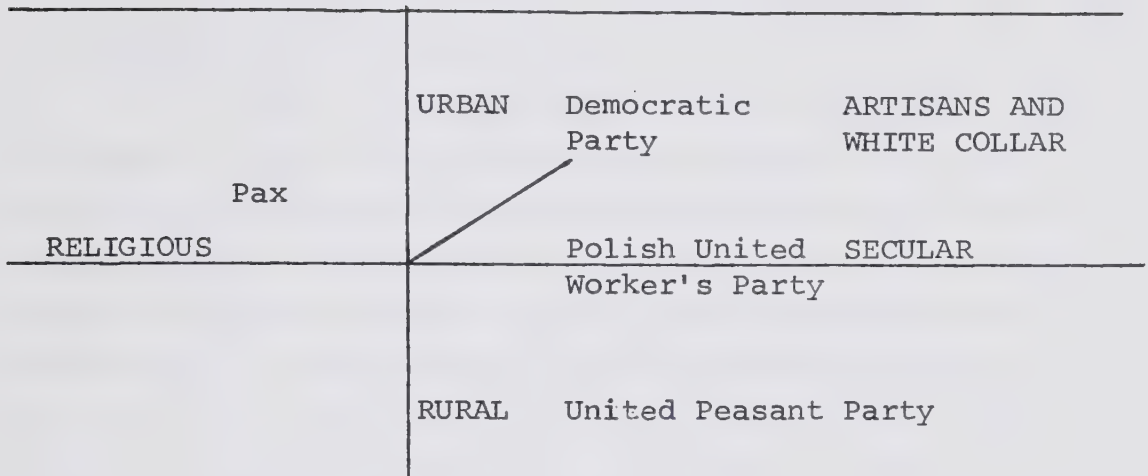 URBAN Democratic ARTISANS AND
Party WHITE COLLAR
Pax
RELIGIOUS Polish United SECULAR
Worker's Party
RURAL United Peasant Party